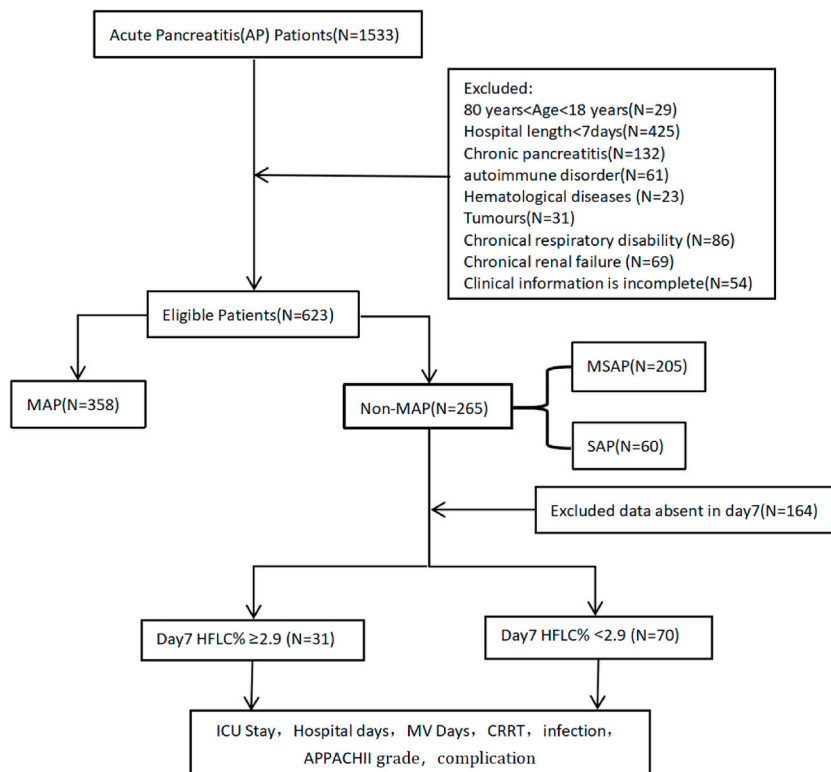 Acute Pancreatitis(AP) Pationts(N=1533)
Excluded:
80 years<Age<18 years(N=29)
Hospital length<7days(N=425)
Chronic pancreatitis(N=132)
autoimmune disorder(N=61)
Hematological diseases (N=23)
Tumours(N=31)
Chronical respiratory disability (N=86)
Chronical renal failure (N=69)
Clinical information is incomplete(N=54)
Eligible Patients(N=623)
MAP(N=358)
Non-MAP(N=265)
MSAP(N=205)
SAP(N=60)
Excluded data absent in day7(N=164)
Day7 HFLC% ≥2.9 (N=31)
Day7 HFLC% <2.9 (N=70)
ICU Stay，Hospital days，MV Days，CRRT，infection，
APPACHII grade，complication